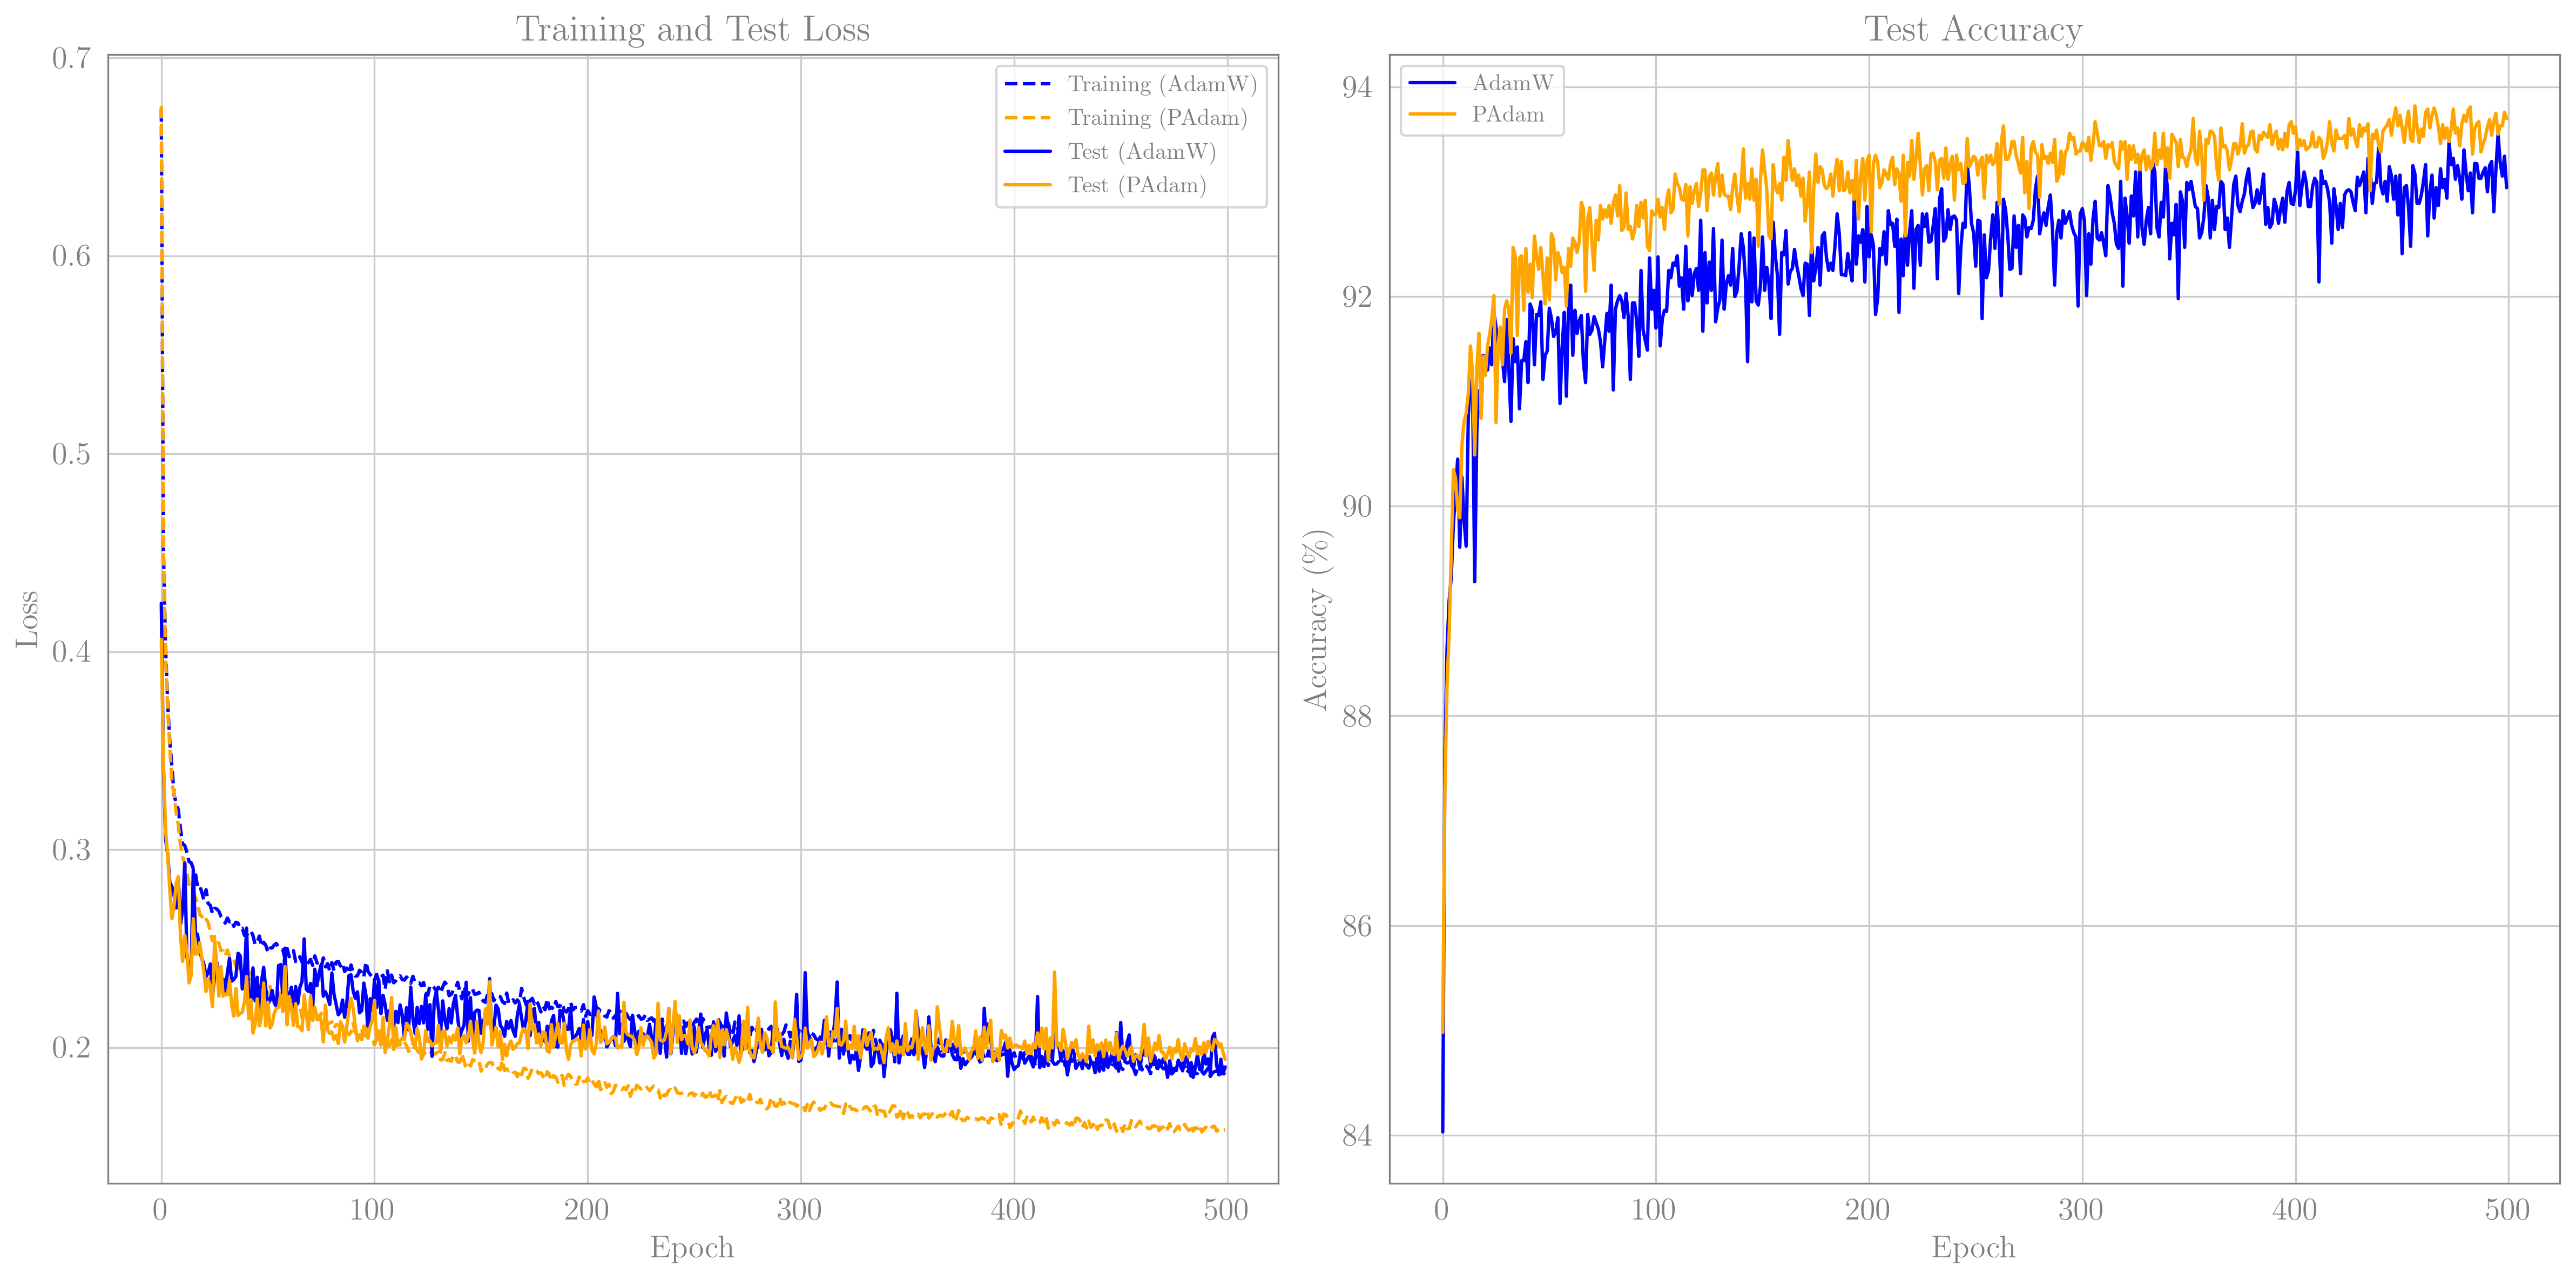 Training and Test Loss
0.7
0.6
0.5
0.4
0.3
0.2
Loss
Training (AdamW)
Training (PAdam)
Test (AdamW)
Test (PAdam)
0
100
200
300
400
500
Epoch
Test Accuracy
94
92
90
88
86
84
Accuracy (%)
AdamW
PAdam
0
100
200
300
400
500
Epoch